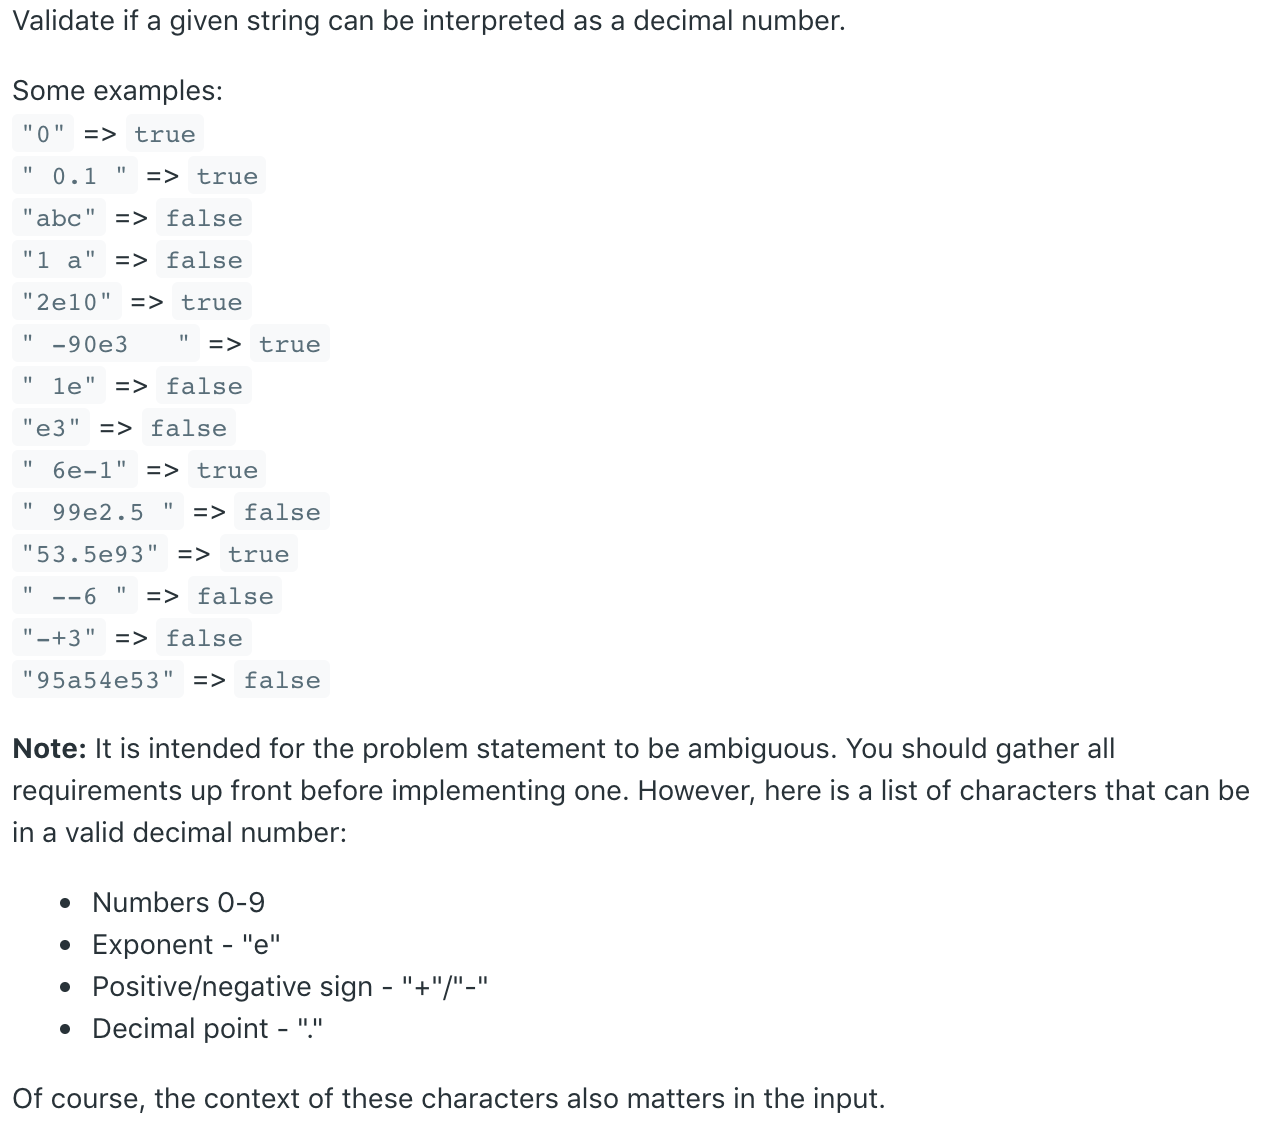 Validate if a given string can be interpreted as a decimal number.
Some examples:
"0" => true
" 0.1 " => true
"abc" => false
"1 a" => false
"2e10" => true
" -90e3   " => true
" 1e" => false
"e3" => false
" 6e-1" => true
" 99e2.5 " => false
"53.5e93" => true
" --6 " => false
"-+3" => false
"95a54e53" => false
Note: It is intended for the problem statement to be ambiguous. You should gather all
requirements up front before implementing one. However, here is a list of characters that can be
in a valid decimal number:
• Numbers 0-9
• Exponent - "e"
• Positive/negative sign - "+"/"-"
• Decimal point - "."
Of course, the context of these characters also matters in the input.